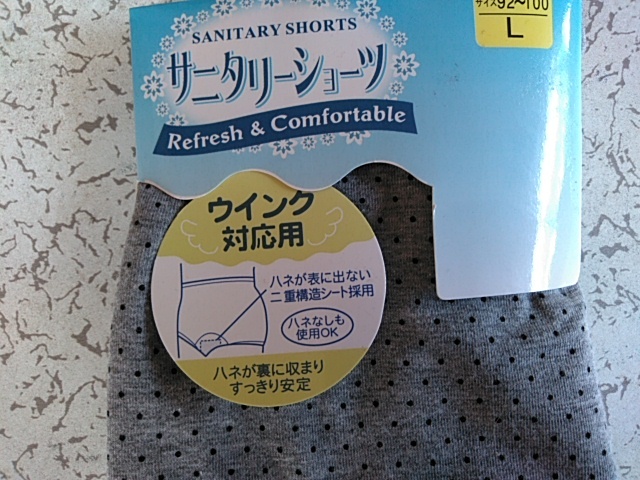 サイズ 92~100
L
SANITARY SHORTS
サニタリーショーツ
Refresh & Comfortable
ウイング
対応用
ハネが表に出ない
二重構造シート採用
ハネなしも
使用OK
ハネが裏に収まり
すっきり安定